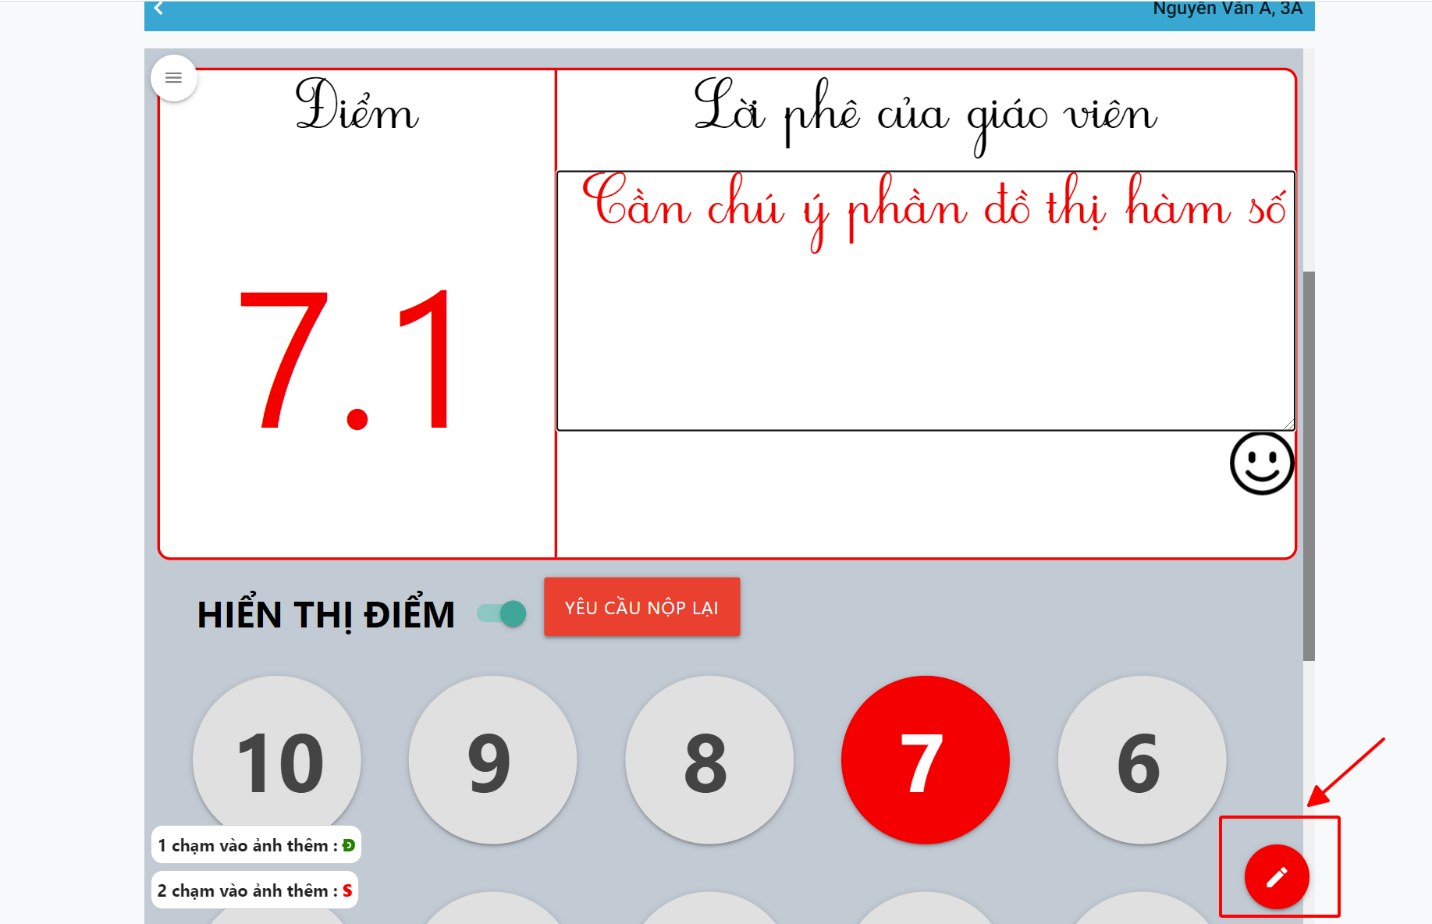 Nguyễn Văn A, 3A
Điểm
Lời phê của giáo viên
Cần chú ý phần đồ thị hàm số
7.1
HIỂN THỊ ĐIỂM
YÊU CẦU NỘP LẠI
10 9 8 7 6
1 chạm vào ảnh thêm : Đ
2 chạm vào ảnh thêm : S